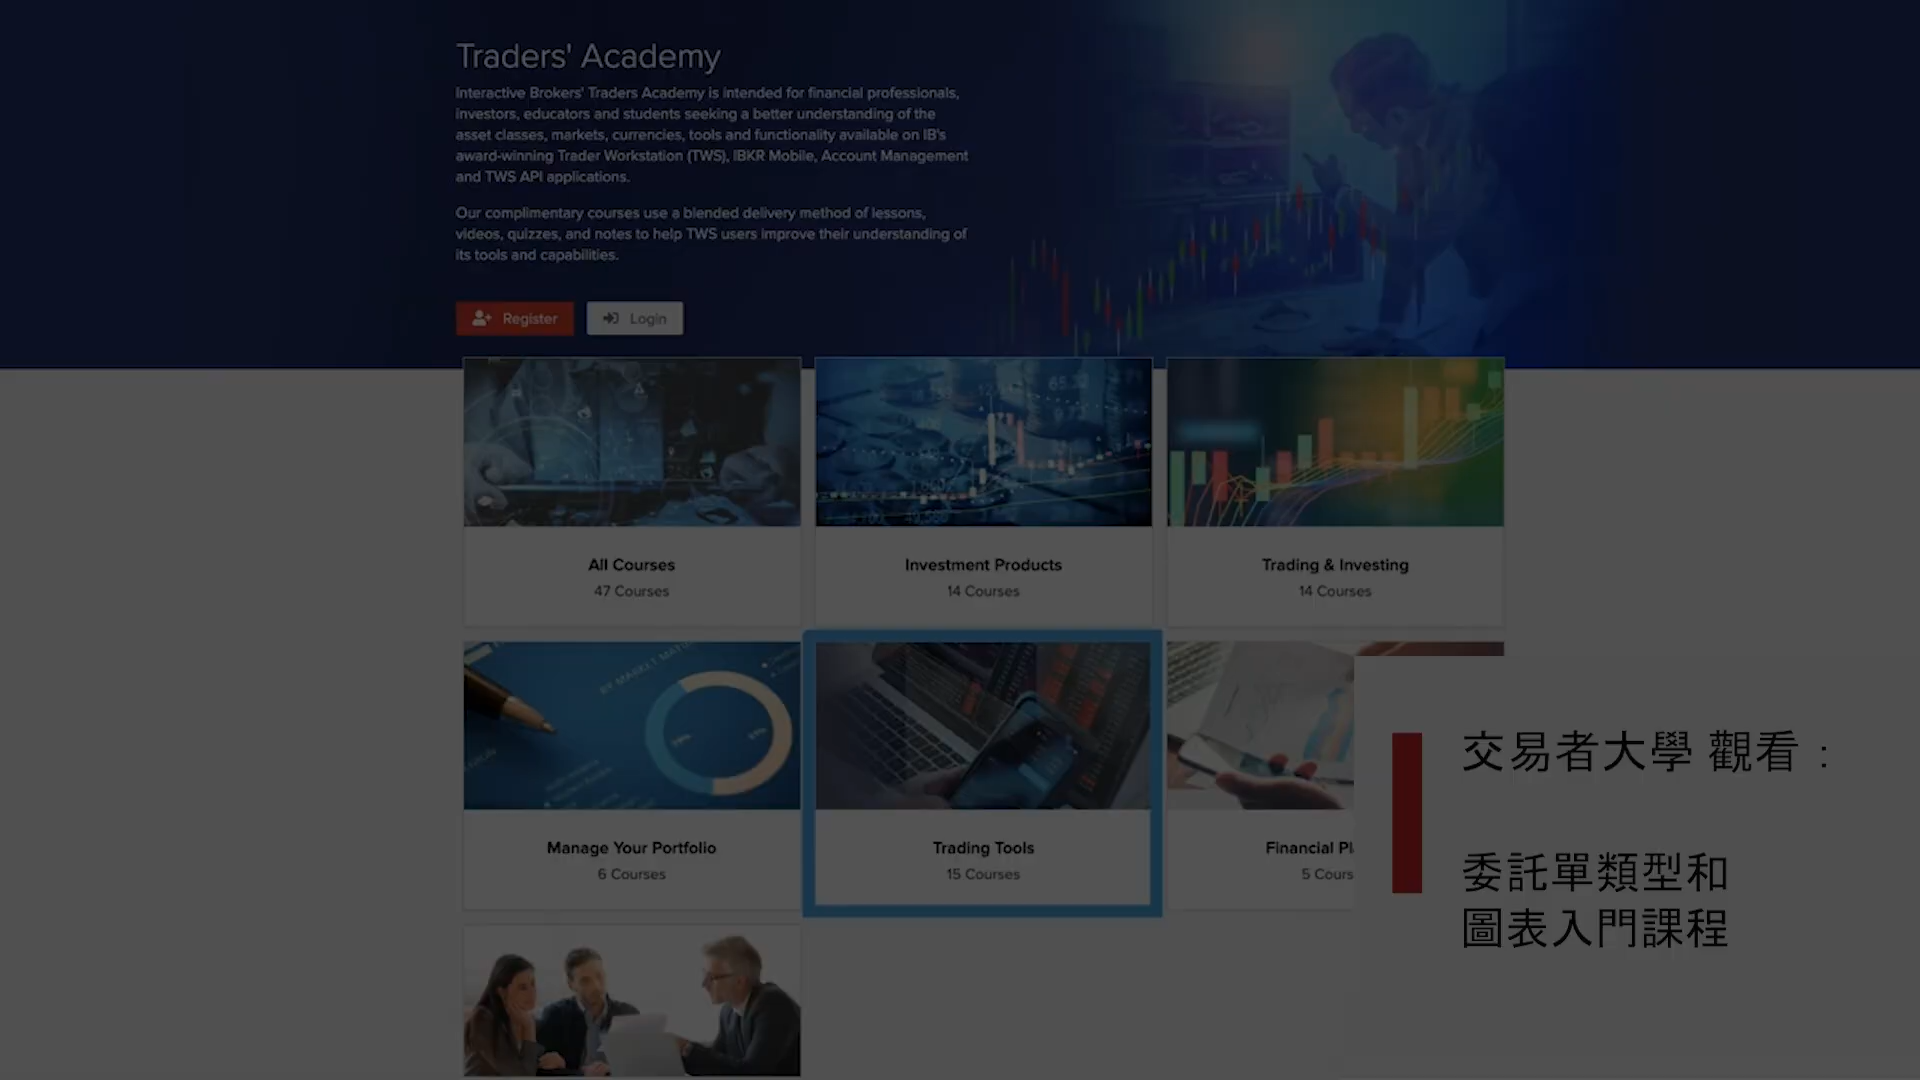 Traders' Academy
Interactive Brokers' Traders Academy is intended for financial professionals,
investors, educators and students seeking a better understanding of the
asset classes, markets, currencies, tools and functionality available on IB's
award-winning Trader Workstation (TWS), IBKR Mobile, Account Management
and TWS API applications.
Our complimentary courses use a blended delivery method of lessons,
videos, quizzes, and notes to help TWS users improve their understanding of
its tools and capabilities.
Register
Login
All Courses
47 Courses
Investment Products
14 Courses
Trading & Investing
14 Courses
BY MARKET
Manage Your Portfolio
6 Courses
Trading Tools
15 Courses
Financial Pl
5 Cours
交易者大學 觀看：
委託單類型和
圖表入門課程